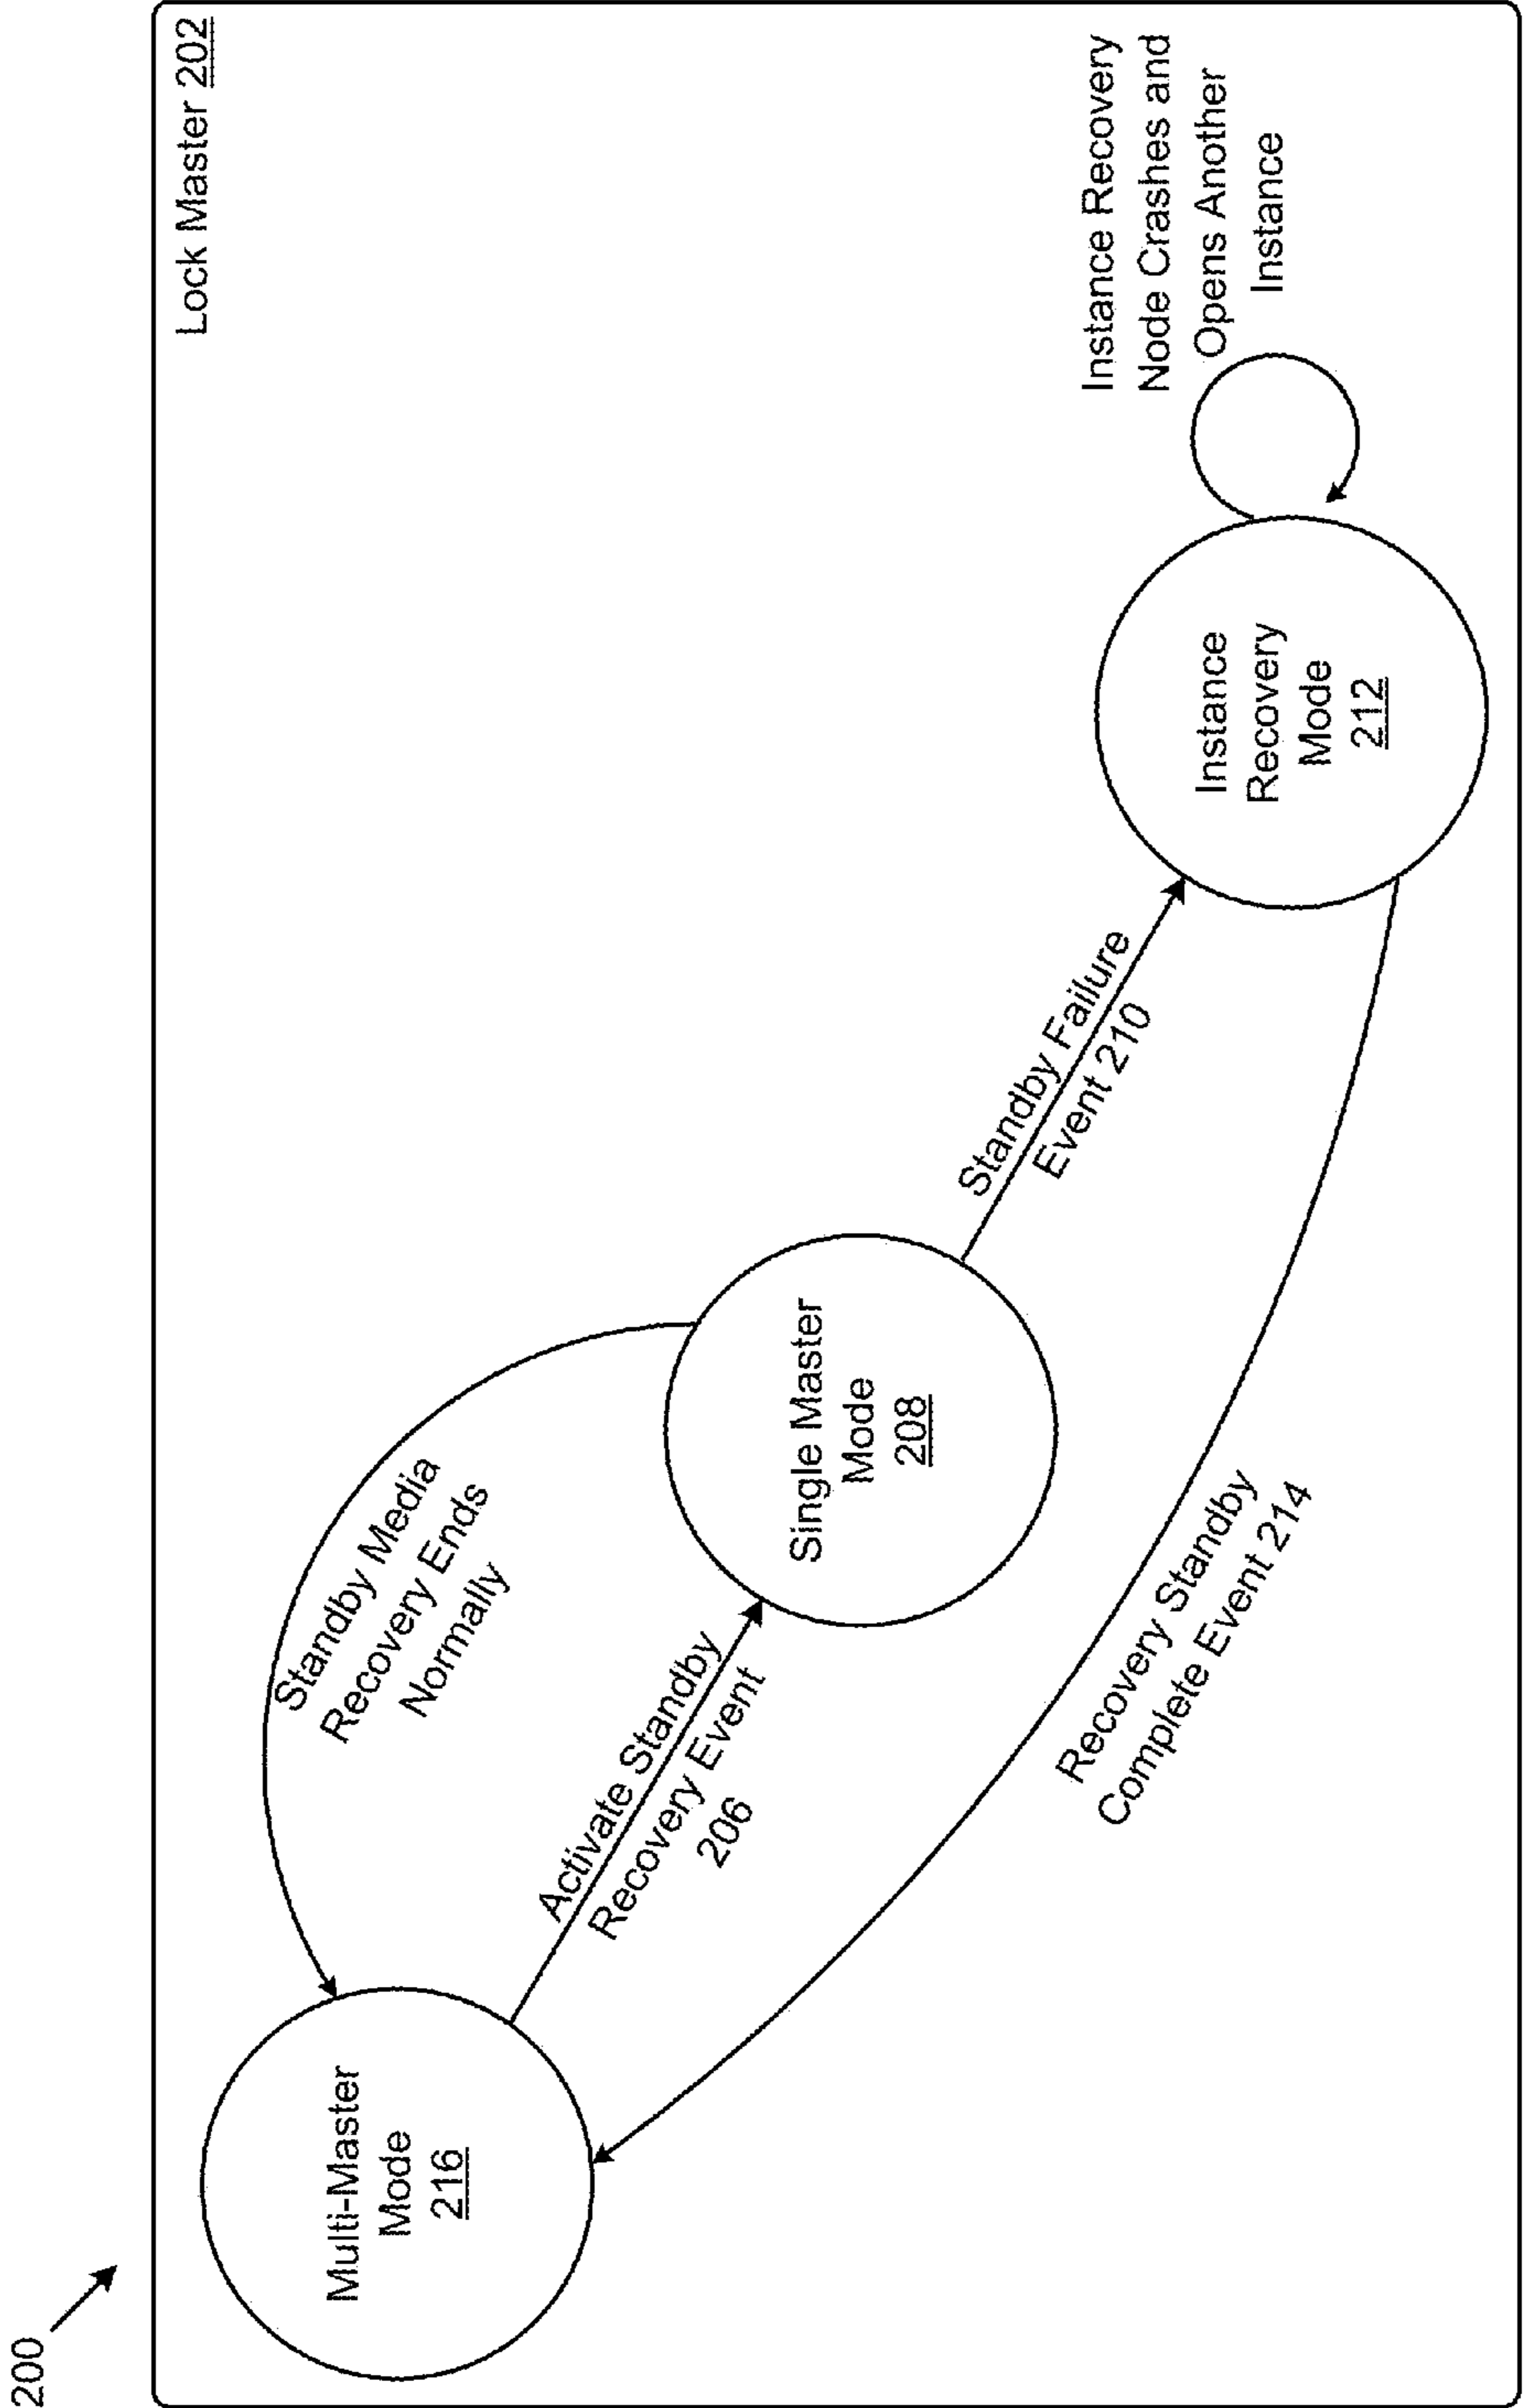 200
Lock Master 202
Multi-Master
Mode
216
Standby Media
Recovery Ends
Normally
Activate Standby
Recovery Event
206
Single Master
Mode
208
Standby Failure
Event 210
Recovery Standby
Complete Event 214
Instance
Recovery
Mode
212
Instance Recovery
Node Crashes and
Opens Another
Instance